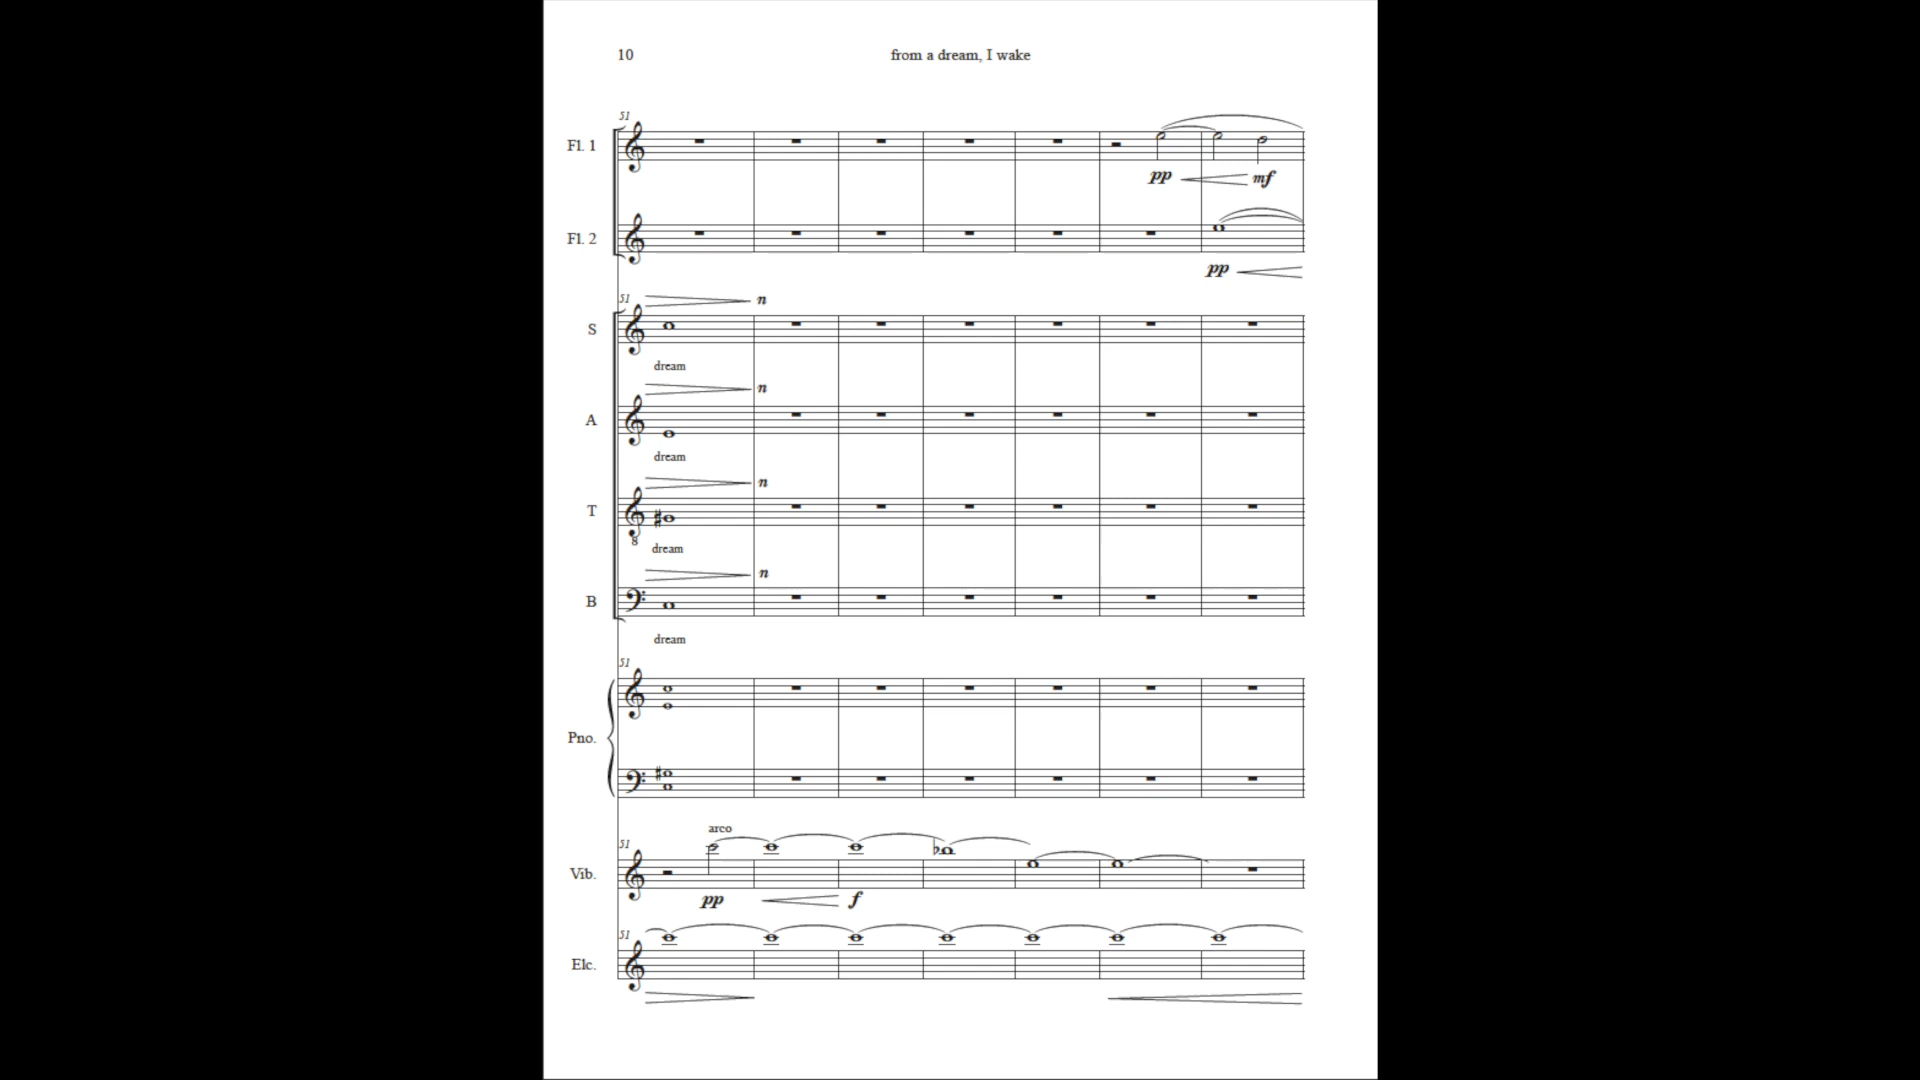 10 from a dream, I wake
51
Fl. 1
pp mf
Fl. 2
pp
51 n
S
dream
n
A
dream
n
T
8
dream
n
B
dream
51
Pno.
arco
51
Vib.
pp f
51
Elc.